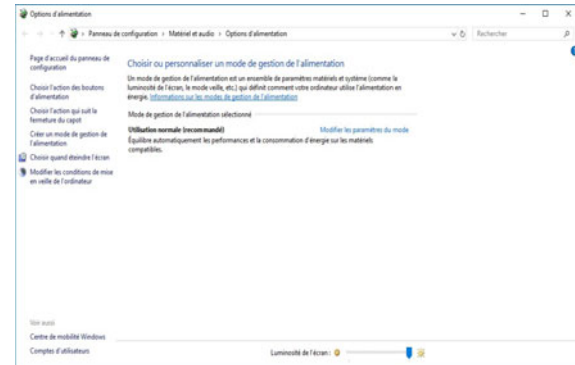 Options d'alimentation
Panneau de configuration > Matériel et audio > Options d'alimentation
Rechercher
Page d'accueil du panneau de
configuration
Choisir l'action des boutons
d'alimentation
Choisir l'action qui suit la
fermeture du capot
Créer un mode de gestion de
l'alimentation
Choisir quand éteindre l'écran
Modifier les conditions de mise
en veille de l'ordinateur
Choisir ou personnaliser un mode de gestion de l'alimentation
Un mode de gestion de l'alimentation est un ensemble de paramètres matériels et système (comme la
luminosité de l'écran, le mode veille, etc.) qui définit comment votre ordinateur utilise l'alimentation en
énergie. Informations sur les modes de gestion de l'alimentation
Mode de gestion de l'alimentation sélectionné
Utilisation normale (recommandé) Modifier les paramètres du mode
Équilibre automatiquement les performances et la consommation d'énergie sur les matériels
compatibles.
Voir aussi
Centre de mobilité Windows
Comptes d'utilisateurs
Luminosité de l'écran :